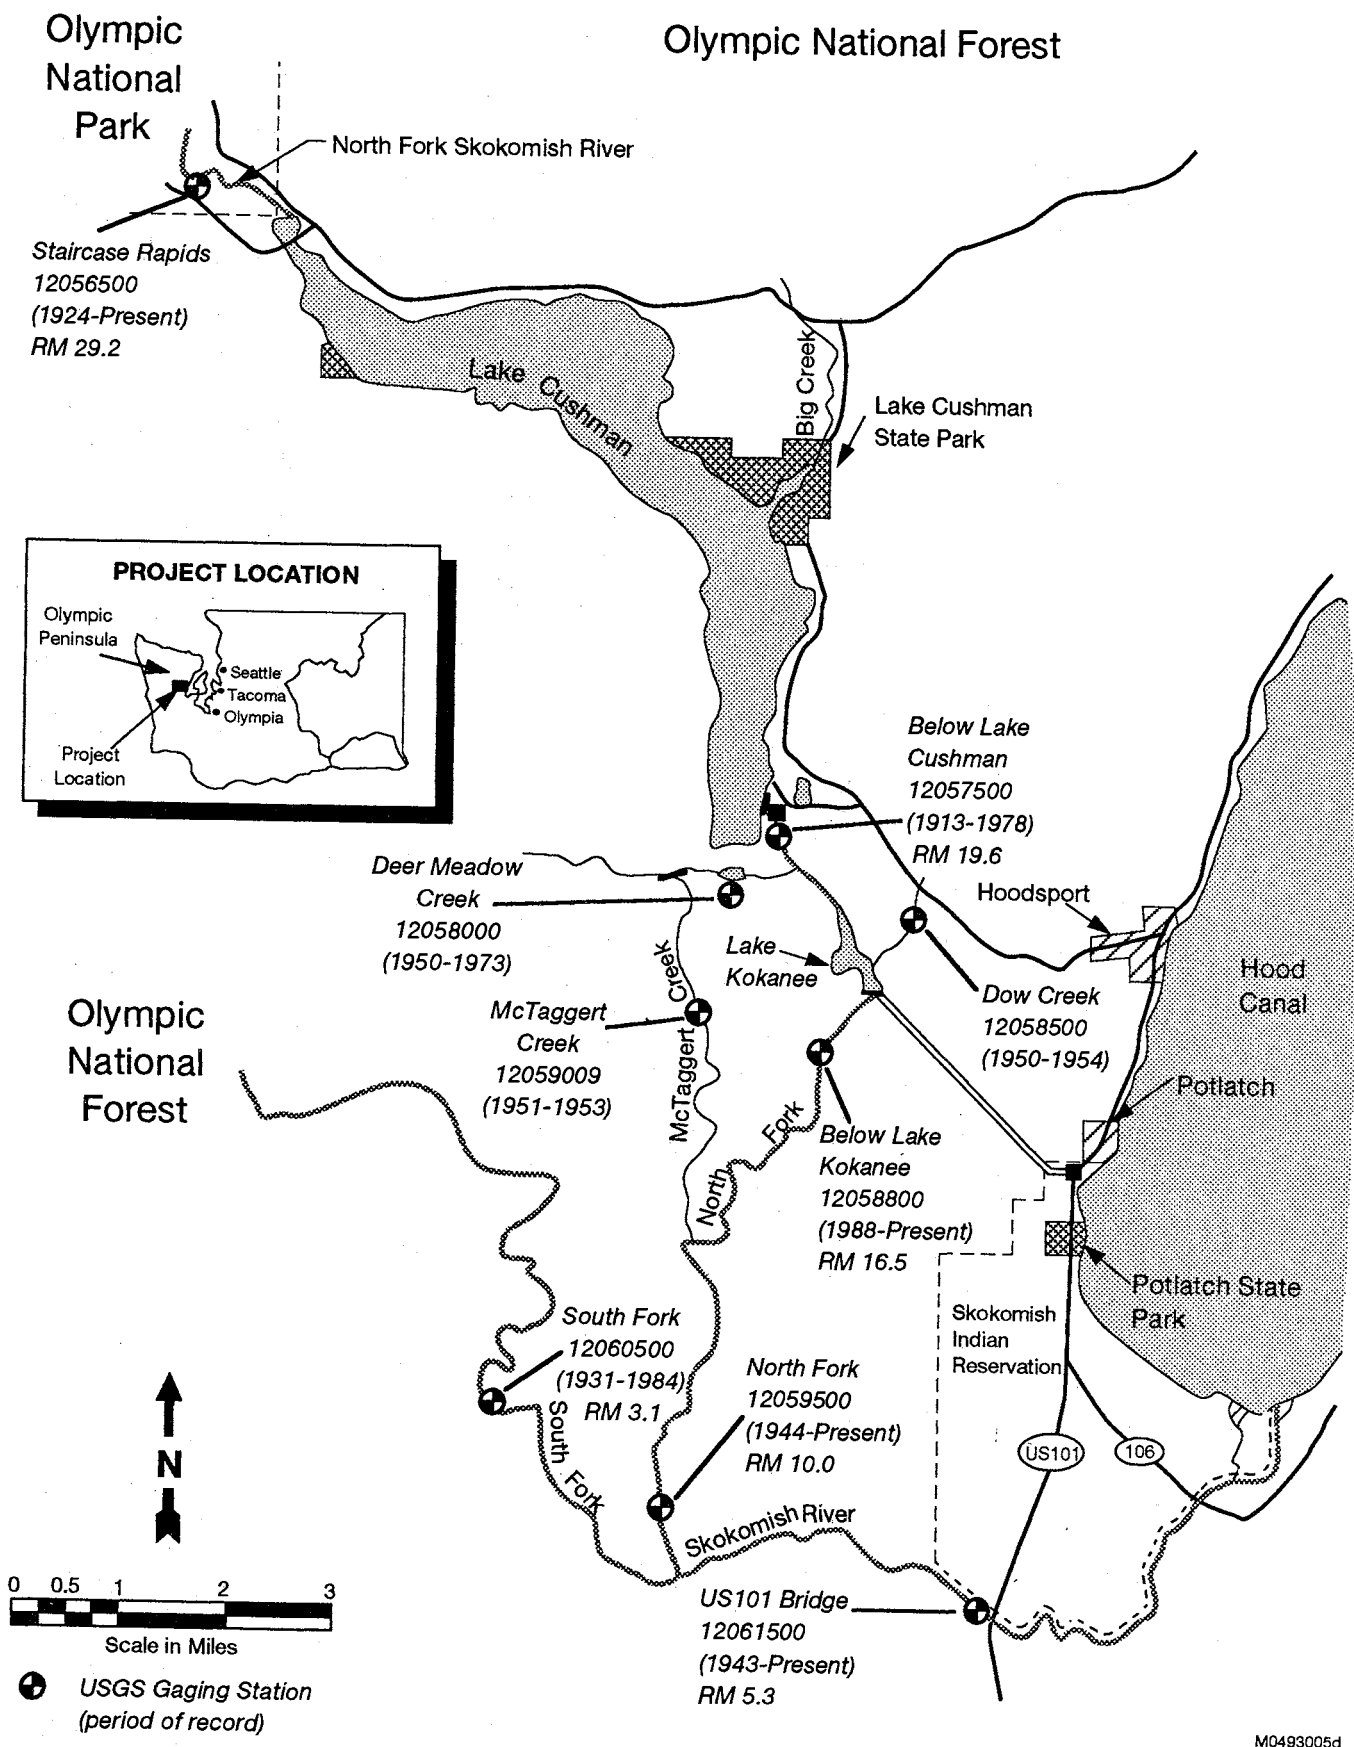 Olympic
National
Park
Olympic National Forest
North Fork Skokomish River
Staircase Rapids
12056500
(1924-Present)
RM 29.2
Lake Cushman
Big Creek
Lake Cushman
State Park
PROJECT LOCATION
Olympic
Peninsula
Seattle
Tacoma
Olympia
Project
Location
Below Lake
Cushman
12057500
(1913-1978)
RM 19.6
Deer Meadow
Creek
12058000
(1950-1973)
Hoodsport
Lake
Kokanee
Hood
Canal
Dow Creek
12058500
(1950-1954)
McTaggert
Creek
12059009
(1951-1953)
McTaggert Creek
Olympic
National
Forest
Potlatch
North Fork
Below Lake
Kokanee
12058800
(1988-Present)
RM 16.5
Potlatch State
Park
Skokomish
Indian
Reservation
South Fork
12060500
(1931-1984)
RM 3.1
South Fork
North Fork
12059500
(1944-Present)
RM 10.0
US101
106
N
Skokomish River
US101 Bridge
12061500
(1943-Present)
RM 5.3
0 0.5 1 2 3
Scale in Miles
USGS Gaging Station
(period of record)
M0493005d